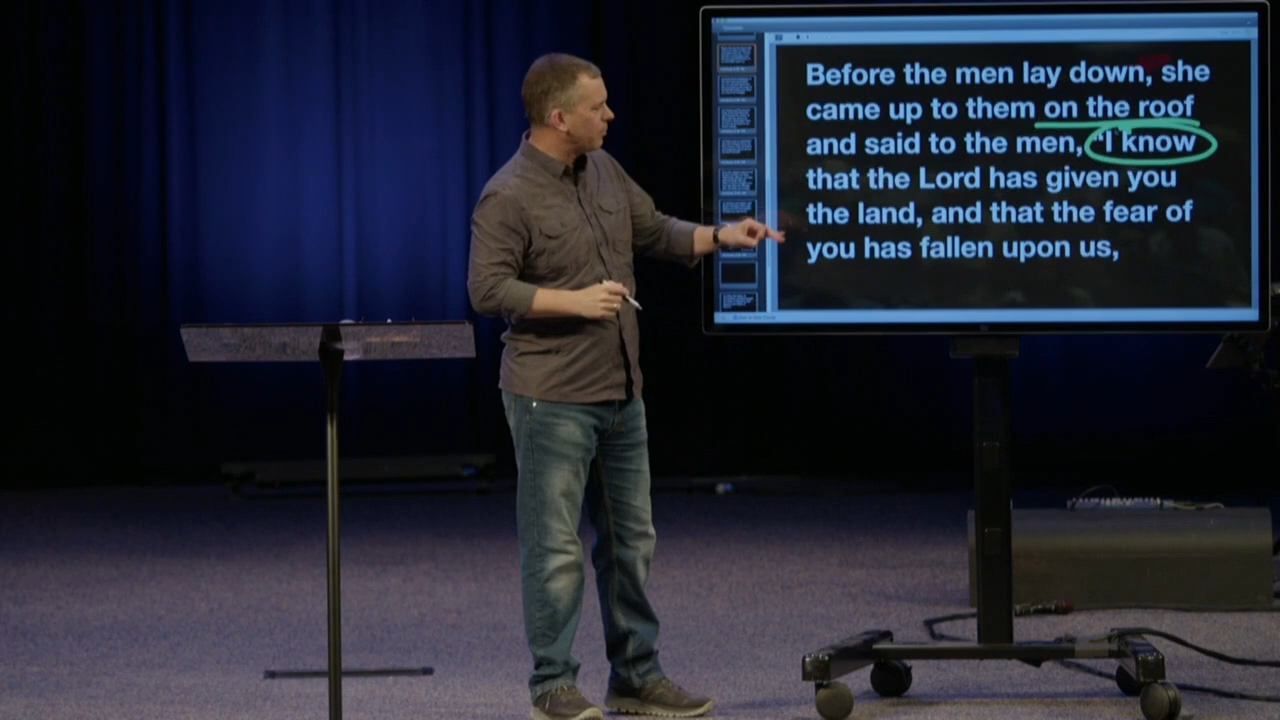 Before the men lay down, she
came up to them on the roof
and said to the men, “I know
that the Lord has given you
the land, and that the fear of
you has fallen upon us,